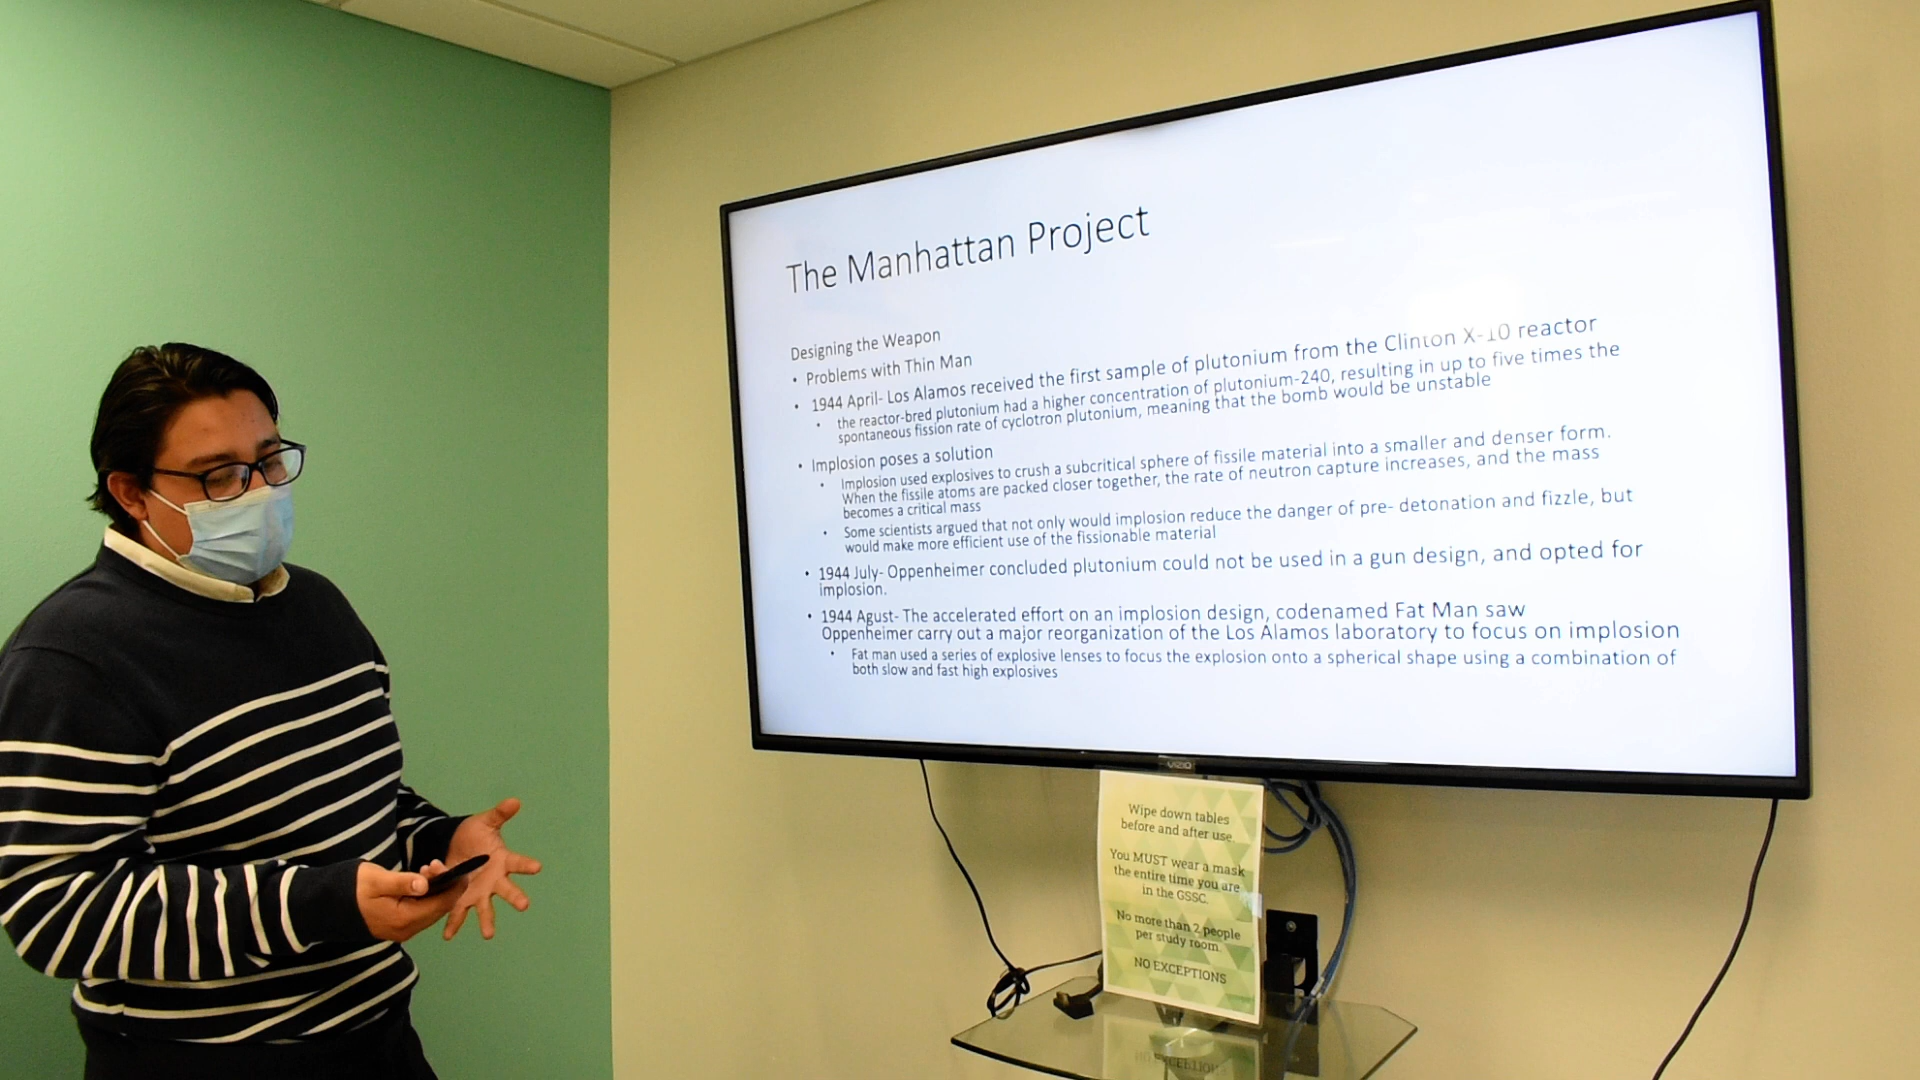 The Manhattan Project
Designing the Weapon
• Problems with Thin Man
• 1944 April- Los Alamos received the first sample of plutonium from the Clinton X-10 reactor
• the reactor-bred plutonium had a higher concentration of plutonium-240, resulting in up to five times the
spontaneous fission rate of cyclotron plutonium, meaning that the bomb would be unstable
• Implosion poses a solution
• Implosion used explosives to crush a subcritical sphere of fissile material into a smaller and denser form.
When the fissile atoms are packed closer together, the rate of neutron capture increases, and the mass
becomes a critical mass
• Some scientists argued that not only would implosion reduce the danger of pre- detonation and fizzle, but
would make more efficient use of the fissionable material
• 1944 July- Oppenheimer concluded plutonium could not be used in a gun design, and opted for
implosion.
• 1944 Agust- The accelerated effort on an implosion design, codenamed Fat Man saw
Oppenheimer carry out a major reorganization of the Los Alamos laboratory to focus on implosion
• Fat man used a series of explosive lenses to focus the explosion onto a spherical shape using a combination of
both slow and fast high explosives
VIZIO
Wipe down tables
before and after use.
You MUST wear a mask
the entire time you are
in the GSSC.
No more than 2 people
per study room.
NO EXCEPTIONS